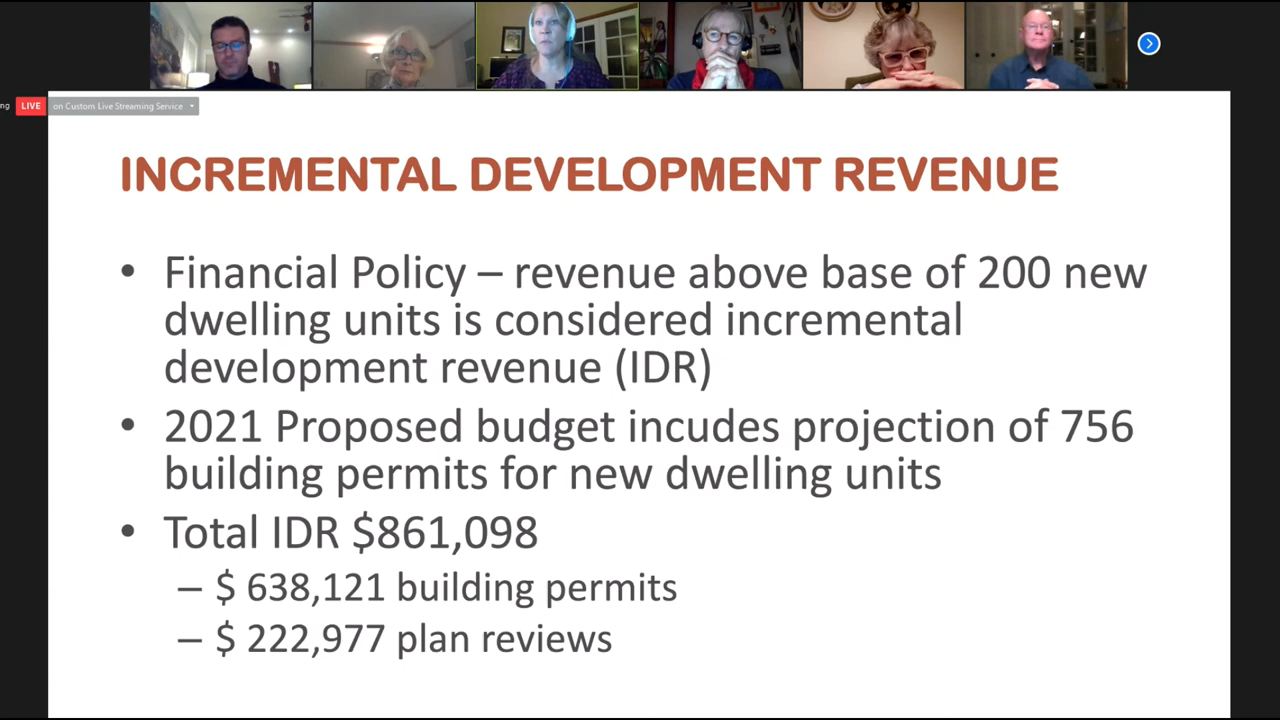 ng LIVE on Custom Live Streaming Service
INCREMENTAL DEVELOPMENT REVENUE
• Financial Policy – revenue above base of 200 new
dwelling units is considered incremental
development revenue (IDR)
• 2021 Proposed budget incudes projection of 756
building permits for new dwelling units
• Total IDR $861,098
– $ 638,121 building permits
– $ 222,977 plan reviews